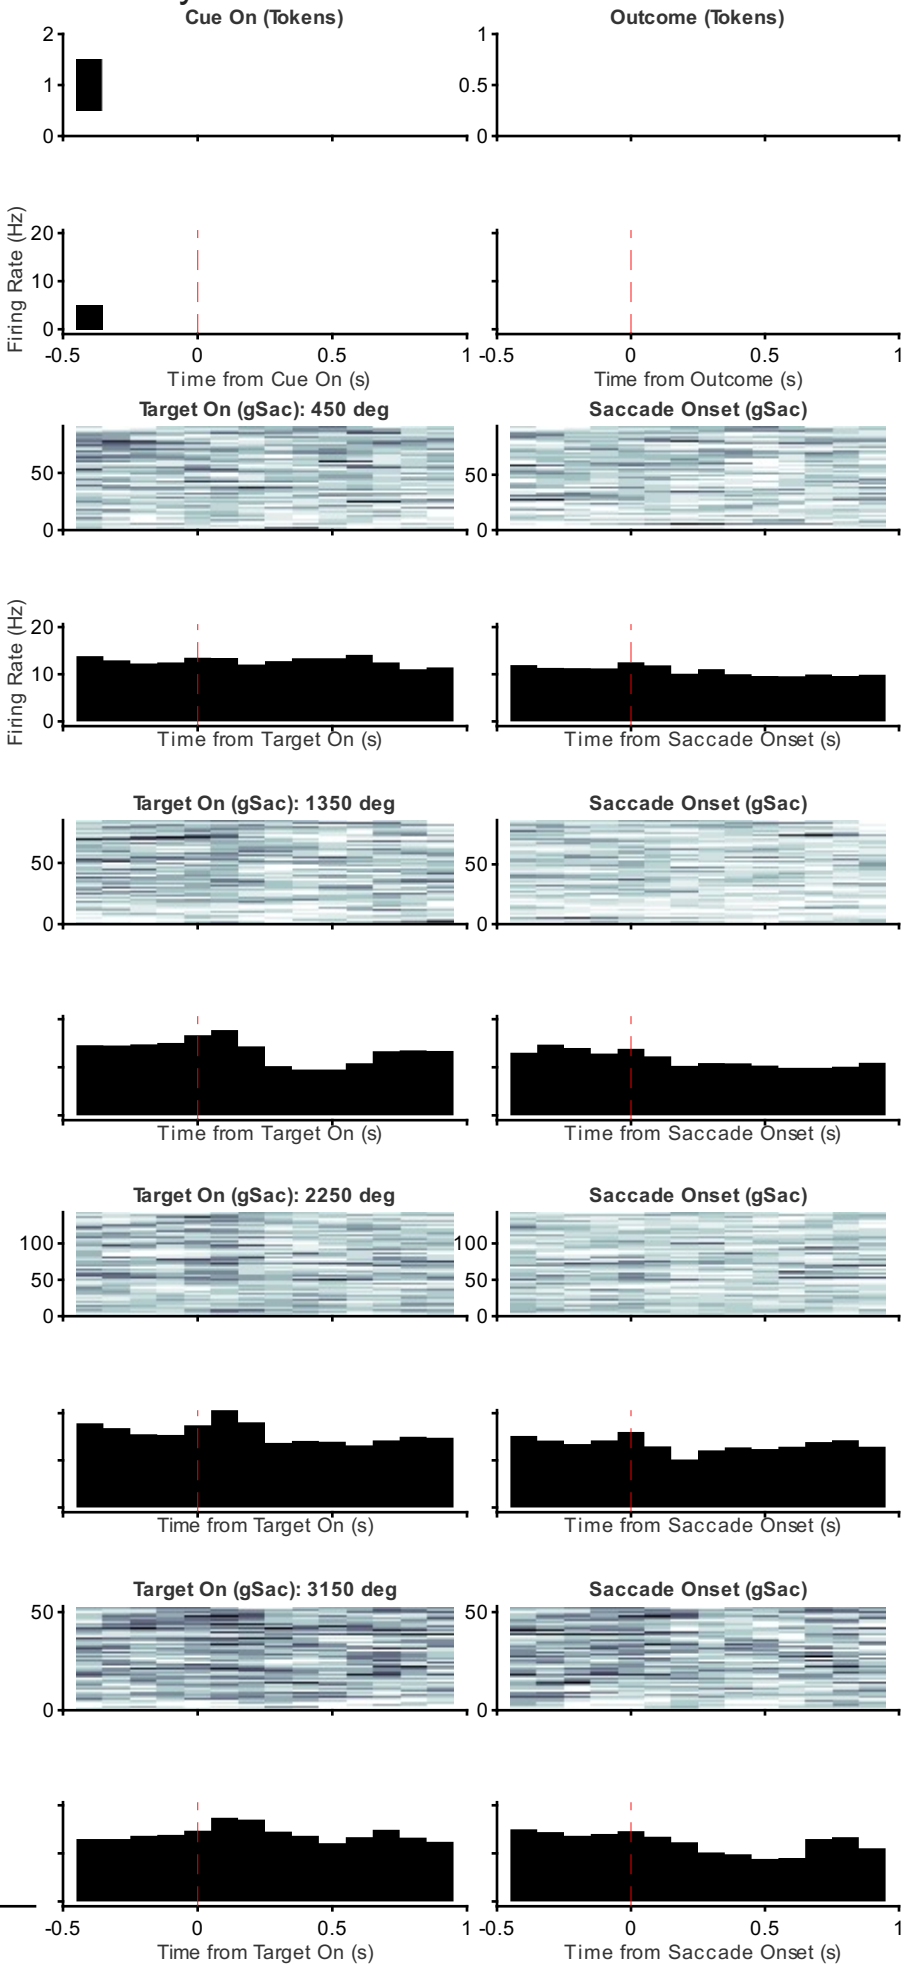 Cue On (Tokens) Outcome (Tokens)
2 1
1 0.5
0 0
Firing Rate (Hz)
20
10
0
-0.5 0 0.5 1 -0.5 0 0.5 1
Time from Cue On (s) Time from Outcome (s)
Target On (gSac): 450 deg Saccade Onset (gSac)
50 50
0 0
Firing Rate (Hz)
20
10
0
Time from Target On (s) Time from Saccade Onset (s)
Target On (gSac): 1350 deg Saccade Onset (gSac)
50 50
0 0
Time from Target On (s) Time from Saccade Onset (s)
Target On (gSac): 2250 deg Saccade Onset (gSac)
100 100
50 50
0 0
Time from Target On (s) Time from Saccade Onset (s)
Target On (gSac): 3150 deg Saccade Onset (gSac)
50 50
0 0
-0.5 0 0.5 1 -0.5 0 0.5 1
Time from Target On (s) Time from Saccade Onset (s)